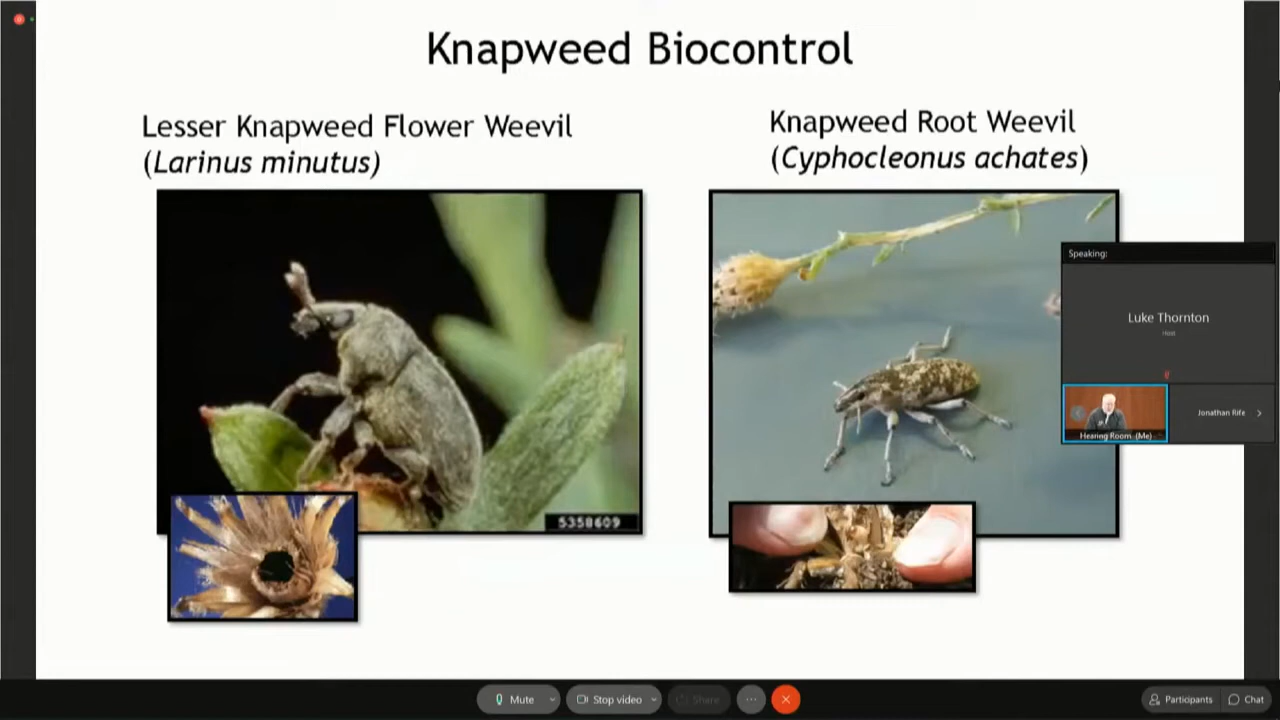 Knapweed Biocontrol
Lesser Knapweed Flower Weevil
(Larinus minutus)
Knapweed Root Weevil
(Cyphocleonus achates)
5358609
Speaking:
Luke Thornton
Host
Hearing Room (Me)
Jonathan Rife
Mute
Stop video
Share
Participants
Chat